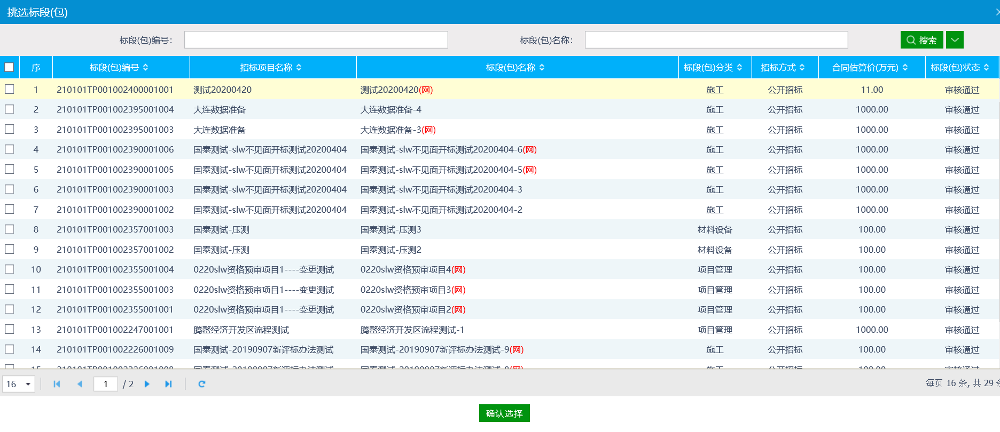 挑选标段(包)
标段(包)编号: 标段(包)名称: 搜索
序 标段(包)编号 招标项目名称 标段(包)名称 标段(包)分类 招标方式 合同估算价(万元) 标段(包)状态
1 210101TP001002400001001 测试20200420 测试20200420(网) 施工 公开招标 11.00 审核通过
2 210101TP001002395001004 大连数据准备 大连数据准备-4 施工 公开招标 1000.00 审核通过
3 210101TP001002395001003 大连数据准备 大连数据准备-3(网) 施工 公开招标 1000.00 审核通过
4 210101TP001002390001006 国泰测试-slw不见面开标测试20200404 国泰测试-slw不见面开标测试20200404-6(网) 施工 公开招标 1000.00 审核通过
5 210101TP001002390001005 国泰测试-slw不见面开标测试20200404 国泰测试-slw不见面开标测试20200404-5(网) 施工 公开招标 1000.00 审核通过
6 210101TP001002390001003 国泰测试-slw不见面开标测试20200404 国泰测试-slw不见面开标测试20200404-3 施工 公开招标 1000.00 审核通过
7 210101TP001002390001002 国泰测试-slw不见面开标测试20200404 国泰测试-slw不见面开标测试20200404-2 施工 公开招标 1000.00 审核通过
8 210101TP001002357001003 国泰测试-压测 国泰测试-压测3 材料设备 公开招标 100.00 审核通过
9 210101TP001002357001002 国泰测试-压测 国泰测试-压测2 材料设备 公开招标 100.00 审核通过
10 210101TP001002355001004 0220slw资格预审项目1----变更测试 0220slw资格预审项目4(网) 项目管理 公开招标 100.00 审核通过
11 210101TP001002355001003 0220slw资格预审项目1----变更测试 0220slw资格预审项目3(网) 项目管理 公开招标 100.00 审核通过
12 210101TP001002355001001 0220slw资格预审项目1----变更测试 0220slw资格预审项目2(网) 项目管理 公开招标 100.00 审核通过
13 210101TP001002247001001 腾鳌经济开发区流程测试 腾鳌经济开发区流程测试-1 项目管理 公开招标 1000.00 审核通过
14 210101TP001002226001009 国泰测试-20190907新评标办法测试 国泰测试-20190907新评标办法测试-9(网) 施工 公开招标 100.00 审核通过
16 1 / 2 每页 16 条, 共 29
确认选择